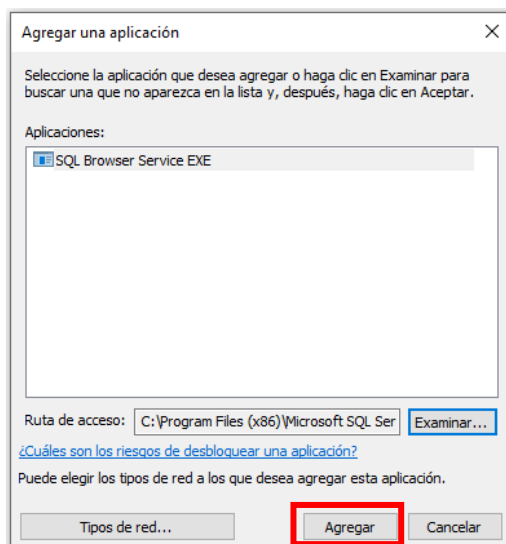 Agregar una aplicación
Seleccione la aplicación que desea agregar o haga clic en Examinar para
buscar una que no aparezca en la lista y, después, haga clic en Aceptar.
Aplicaciones:
SQL Browser Service EXE
Ruta de acceso: C:\Program Files (x86)\Microsoft SQL Ser Examinar...
¿Cuáles son los riesgos de desbloquear una aplicación?
Puede elegir los tipos de red a los que desea agregar esta aplicación.
Tipos de red... Agregar Cancelar